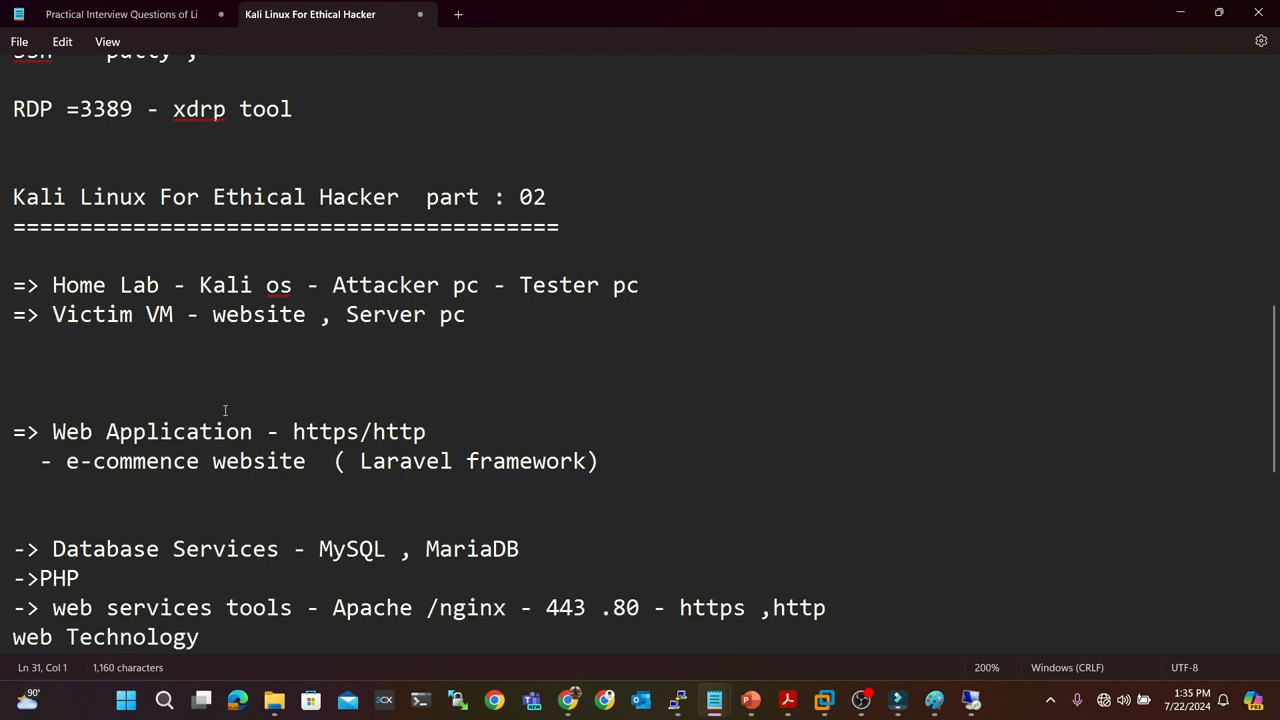 Practical Interview Questions of Li
Kali Linux For Ethical Hacker
File Edit View
RDP =3389 - xdrp tool
Kali Linux For Ethical Hacker  part : 02
=========================================
=> Home Lab - Kali os - Attacker pc - Tester pc
=> Victim VM - website , Server pc
=> Web Application - https/http
- e-commence website  ( Laravel framework)
-> Database Services - MySQL , MariaDB
->PHP
-> web services tools - Apache /nginx - 443 .80 - https ,http
web Technology
Ln 31, Col 1
1,160 characters
200%
Windows (CRLF)
UTF-8
90°
1:35 PM
7/22/2024